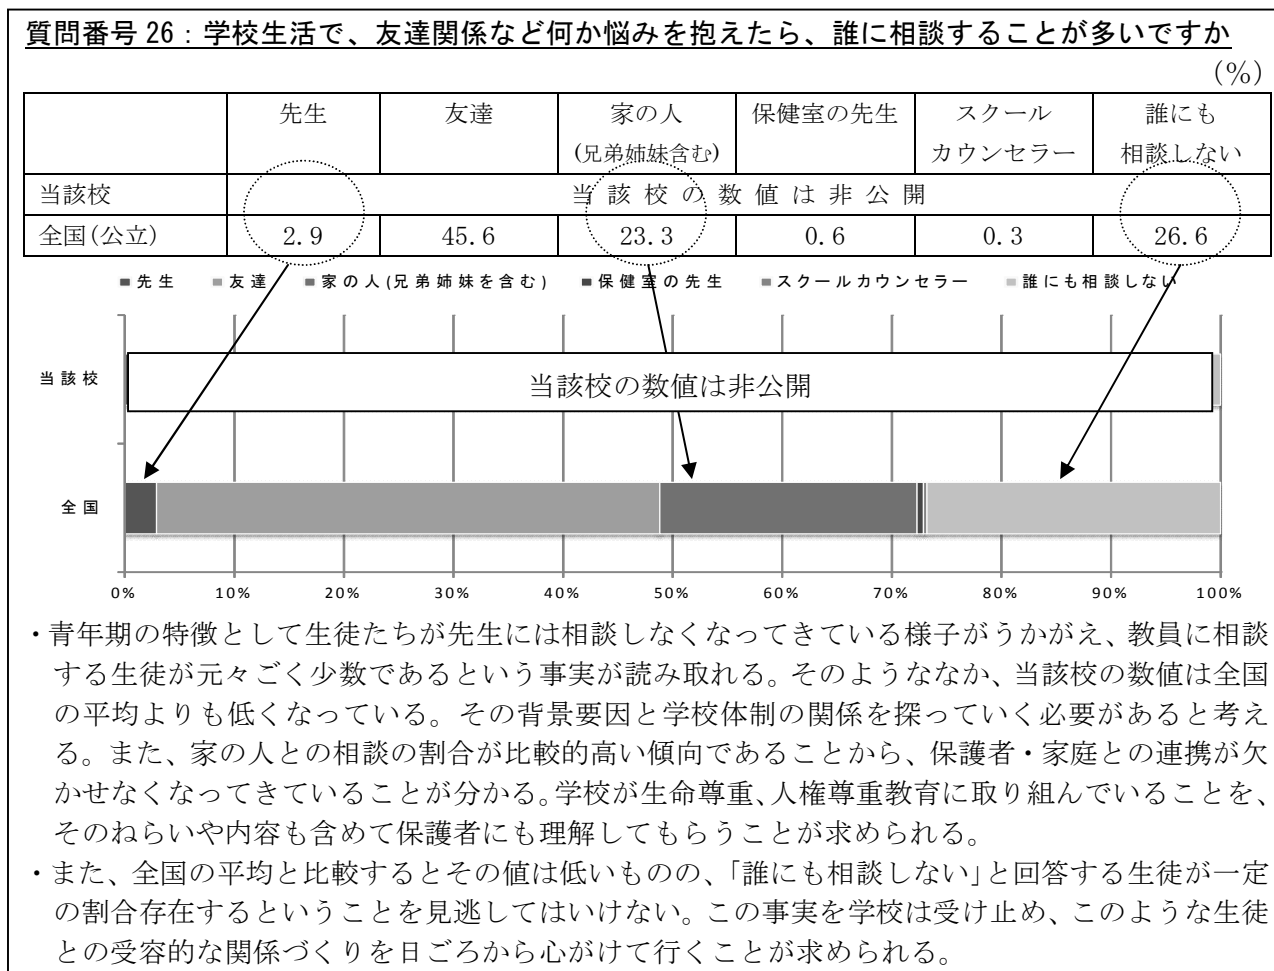 質問番号 26：学校生活で、友達関係など何か悩みを抱えたら、誰に相談することが多いですか
(%)
先生 友達 家の人 保健室の先生 スクール 誰にも
(兄弟姉妹含む) カウンセラー 相談しない
当該校 当該校の数値は非公開
全国(公立) 2.9 45.6 23.3 0.6 0.3 26.6
先生 友達 家の人(兄弟姉妹を含む) 保健室の先生 スクールカウンセラー 誰にも相談しない
当該校 当該校の数値は非公開
全国
0% 10% 20% 30% 40% 50% 60% 70% 80% 90% 100%
・青年期の特徴として生徒たちが先生には相談しなくなってきている様子がうかがえ、教員に相談
する生徒が元々ごく少数であるという事実が読み取れる。そのようななか、当該校の数値は全国
の平均よりも低くなっている。その背景要因と学校体制の関係を探っていく必要があると考え
る。また、家の人との相談の割合が比較的高い傾向であることから、保護者・家庭との連携が欠
かせなくなってきていることが分かる。学校が生命尊重、人権尊重教育に取り組んでいることを、
そのねらいや内容も含めて保護者にも理解してもらうことが求められる。
・また、全国の平均と比較するとその値は低いものの、「誰にも相談しない」と回答する生徒が一定
の割合存在するということを見逃してはいけない。この事実を学校は受け止め、このような生徒
との受容的な関係づくりを日ごろから心がけて行くことが求められる。